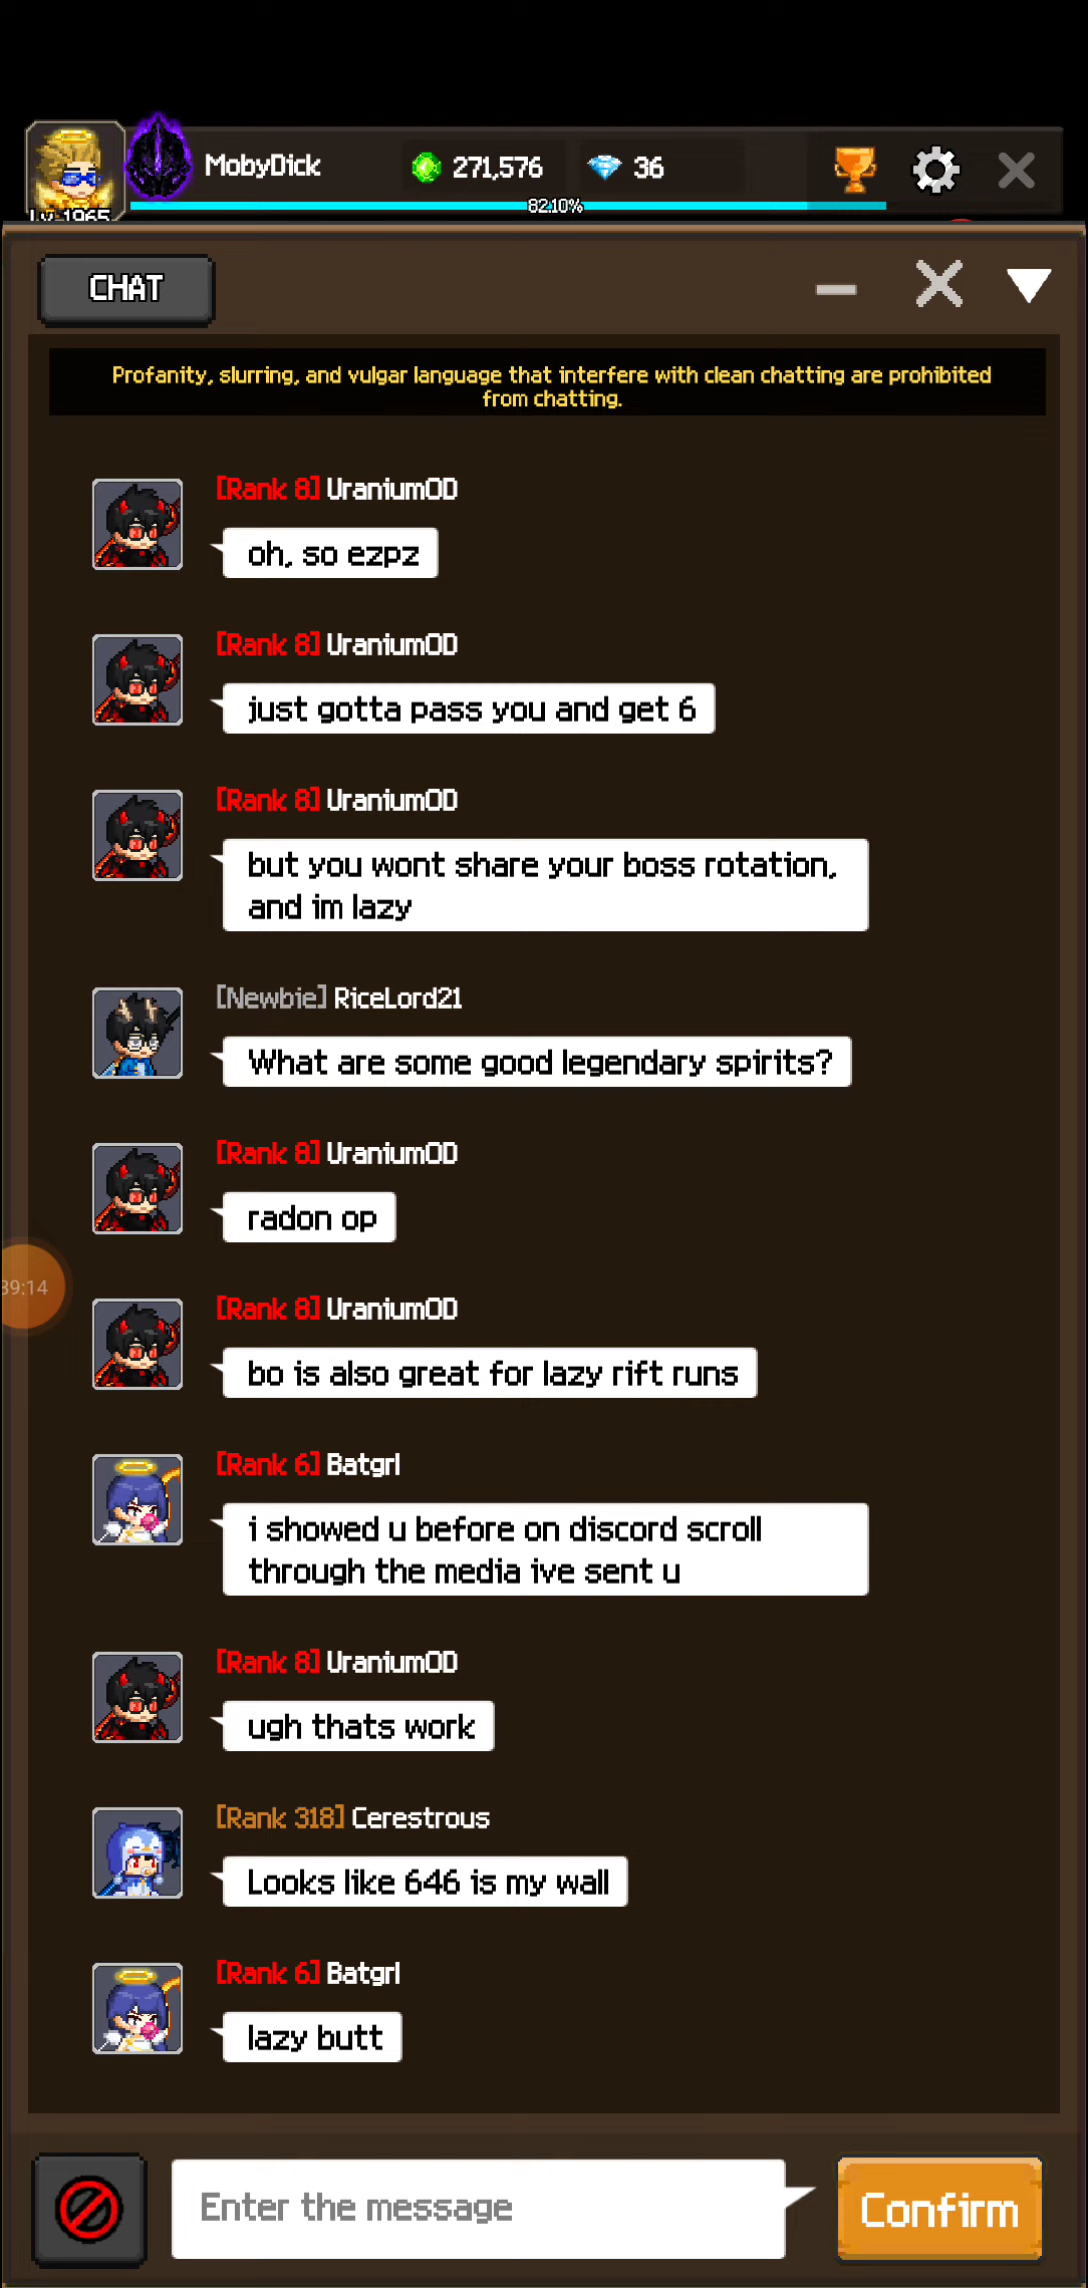 MobyDick 271,576 36
Lv. 1965
82.10%
CHAT
Profanity, slurring, and vulgar language that interfere with clean chatting are prohibited
from chatting.
[Rank 8] UraniumOD
oh, so ezpz
[Rank 8] UraniumOD
just gotta pass you and get 6
[Rank 8] UraniumOD
but you wont share your boss rotation,
and im lazy
[Newbie] RiceLord21
What are some good legendary spirits?
[Rank 8] UraniumOD
radon op
39:14
[Rank 8] UraniumOD
bo is also great for lazy rift runs
[Rank 6] Batgrl
i showed u before on discord scroll
through the media ive sent u
[Rank 8] UraniumOD
ugh thats work
[Rank 318] Cerestrous
Looks like 646 is my wall
[Rank 6] Batgrl
lazy butt
Enter the message
Confirm